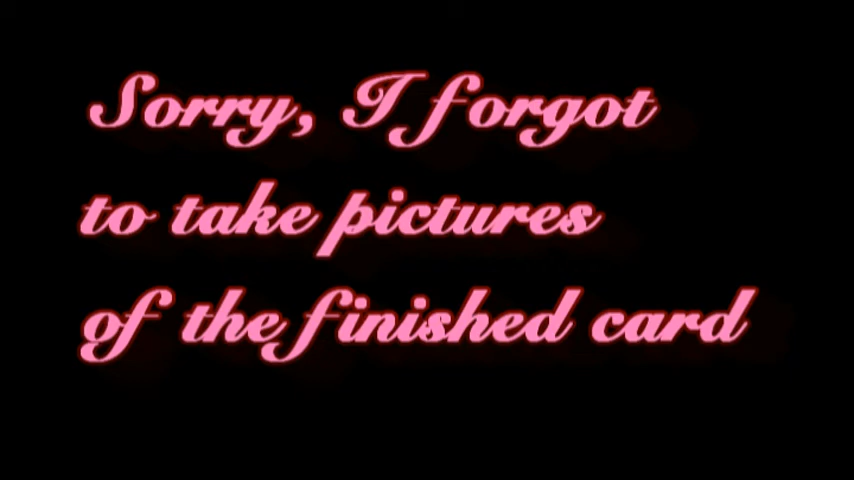 Sorry, I forgot
to take pictures
of the finished card